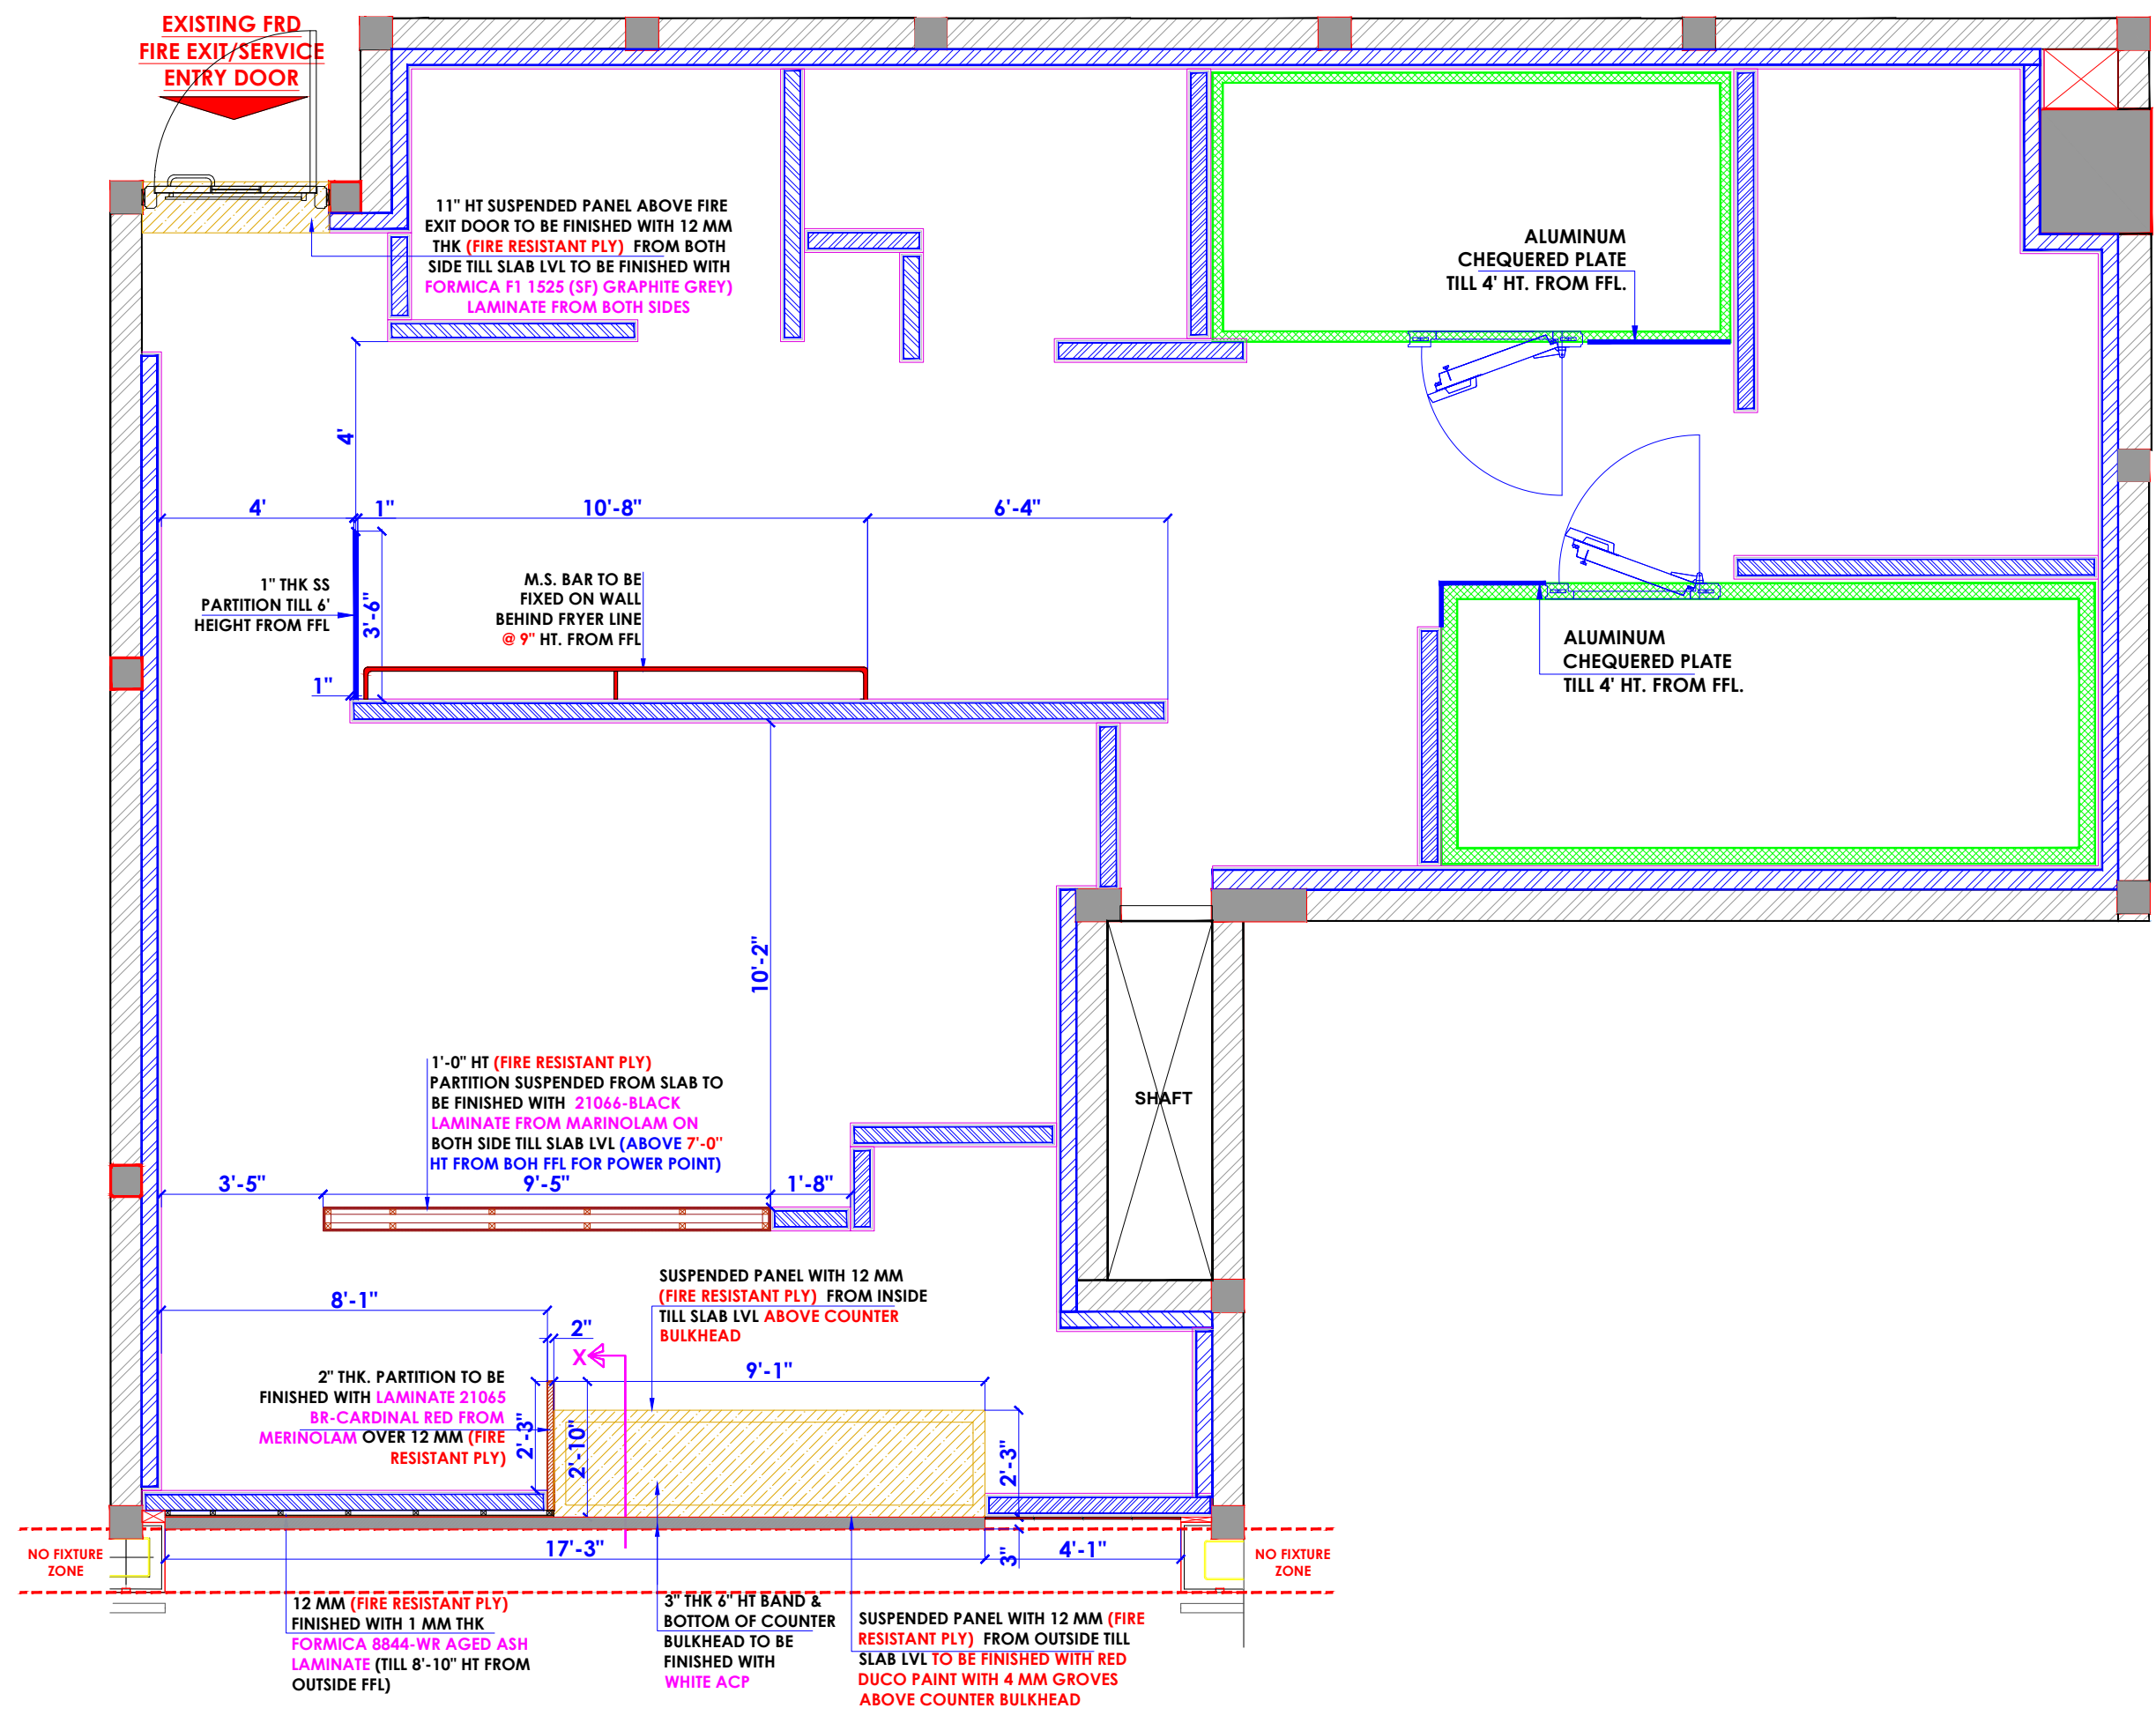 EXISTING FRD
FIRE EXIT/SERVICE
ENTRY DOOR
11" HT SUSPENDED PANEL ABOVE FIRE
EXIT DOOR TO BE FINISHED WITH 12 MM
THK (FIRE RESISTANT PLY) FROM BOTH
SIDE TILL SLAB LVL TO BE FINISHED WITH
FORMICA F1 1525 (SF) GRAPHITE GREY)
LAMINATE FROM BOTH SIDES
ALUMINUM
CHEQUERED PLATE
TILL 4' HT. FROM FFL.
4'
4'
1"
10'-8"
6'-4"
1" THK SS
PARTITION TILL 6'
HEIGHT FROM FFL
3'-6"
M.S. BAR TO BE
FIXED ON WALL
BEHIND FRYER LINE
@ 9" HT. FROM FFL
1"
ALUMINUM
CHEQUERED PLATE
TILL 4' HT. FROM FFL.
10'-2"
1'-0" HT (FIRE RESISTANT PLY)
PARTITION SUSPENDED FROM SLAB TO
BE FINISHED WITH 21066-BLACK
LAMINATE FROM MARINOLAM ON
BOTH SIDE TILL SLAB LVL (ABOVE 7'-0"
HT FROM BOH FFL FOR POWER POINT)
SHAFT
3'-5"
9'-5"
1'-8"
SUSPENDED PANEL WITH 12 MM
(FIRE RESISTANT PLY) FROM INSIDE
TILL SLAB LVL ABOVE COUNTER
BULKHEAD
8'-1"
2"
X
9'-1"
2" THK. PARTITION TO BE
FINISHED WITH LAMINATE 21065
BR-CARDINAL RED FROM
MERINOLAM OVER 12 MM (FIRE
RESISTANT PLY)
2'-3"
2'-10"
2'-3"
NO FIXTURE
ZONE
17'-3"
3"
4'-1"
NO FIXTURE
ZONE
12 MM (FIRE RESISTANT PLY)
FINISHED WITH 1 MM THK
FORMICA 8844-WR AGED ASH
LAMINATE (TILL 8'-10" HT FROM
OUTSIDE FFL)
3" THK 6" HT BAND &
BOTTOM OF COUNTER
BULKHEAD TO BE
FINISHED WITH
WHITE ACP
SUSPENDED PANEL WITH 12 MM (FIRE
RESISTANT PLY) FROM OUTSIDE TILL
SLAB LVL TO BE FINISHED WITH RED
DUCO PAINT WITH 4 MM GROVES
ABOVE COUNTER BULKHEAD